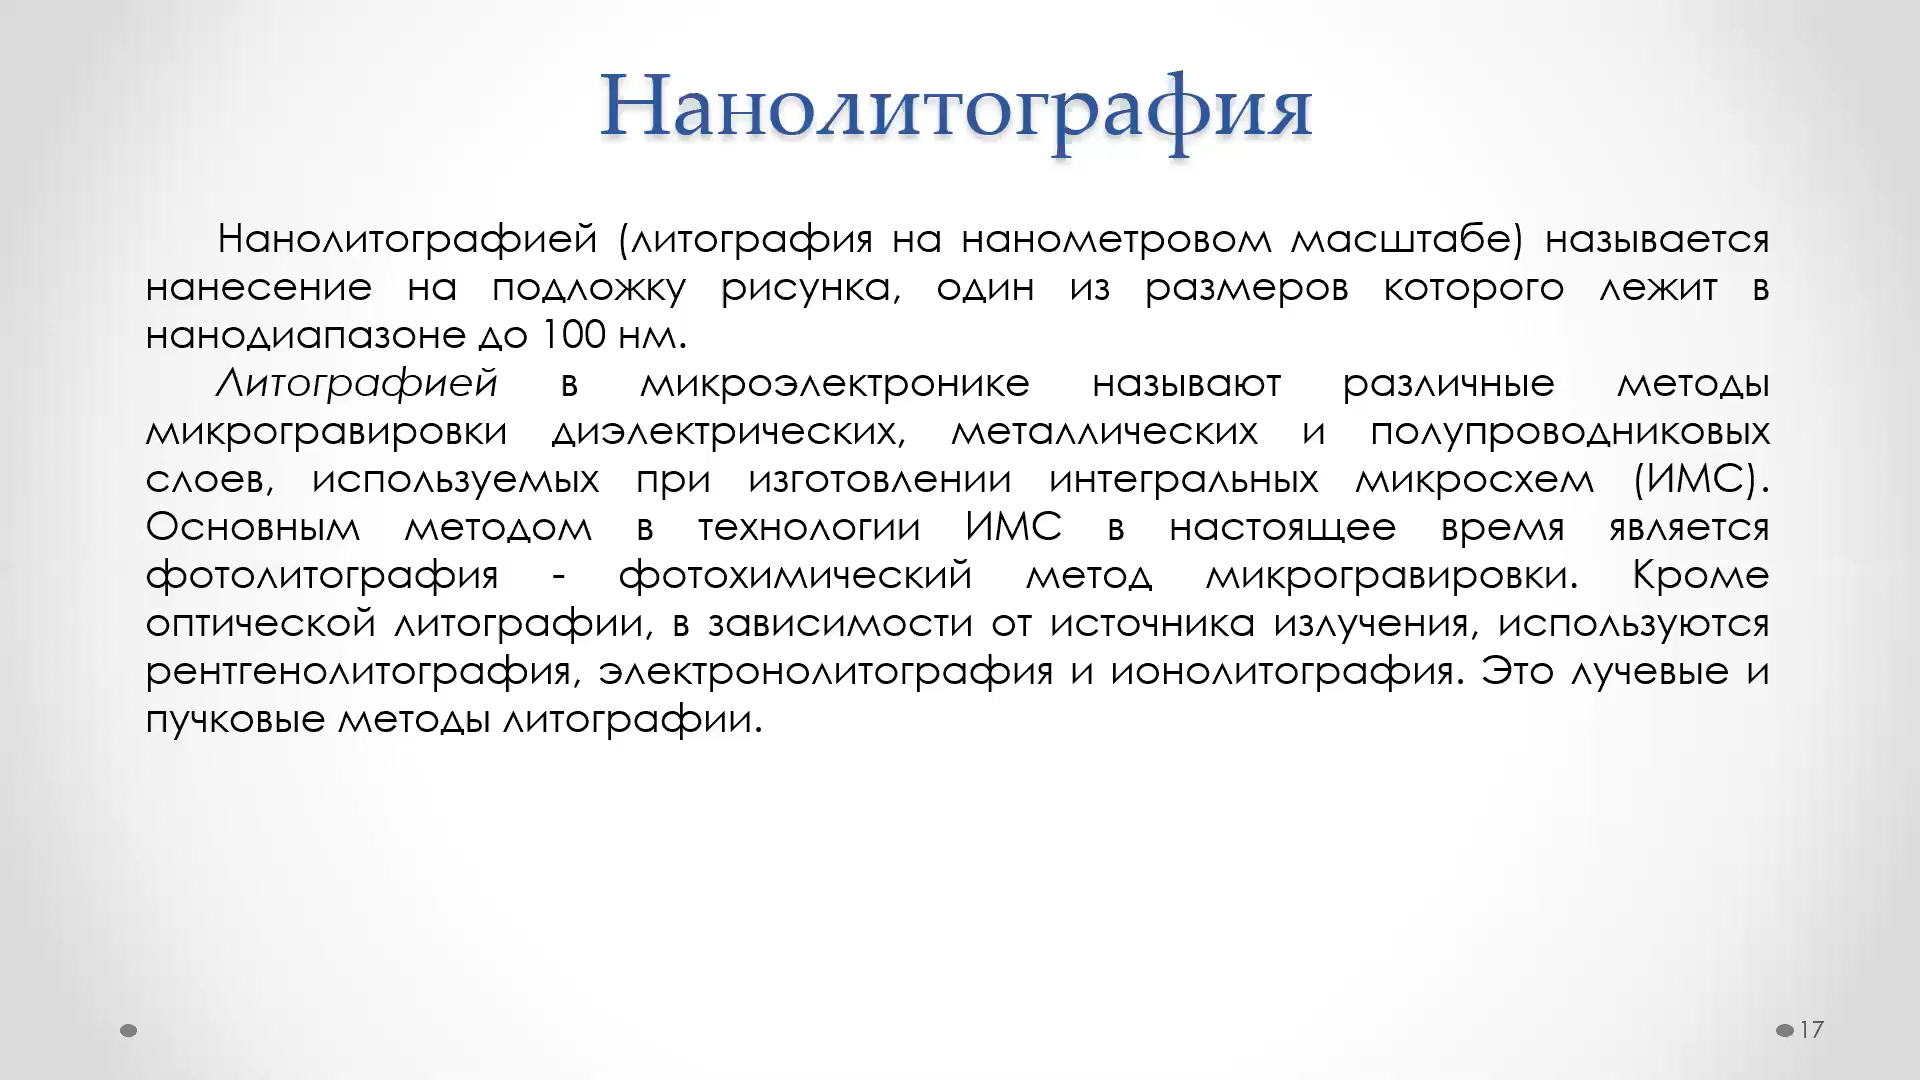 Нанолитография
Нанолитографией (литография на нанометровом масштабе) называется
нанесение на подложку рисунка, один из размеров которого лежит в
нанодиапазоне до 100 нм.
Литографией в микроэлектронике называют различные методы
микрогравировки диэлектрических, металлических и полупроводниковых
слоев, используемых при изготовлении интегральных микросхем (ИМС).
Основным методом в технологии ИМС в настоящее время является
фотолитография - фотохимический метод микрогравировки. Кроме
оптической литографии, в зависимости от источника излучения, используются
рентгенолитография, электронолитография и ионолитография. Это лучевые и
пучковые методы литографии.
17